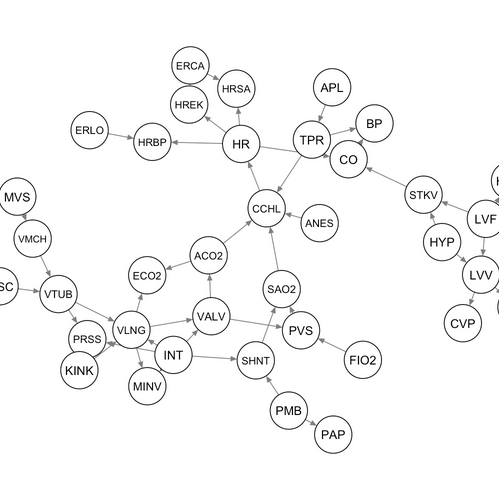 ERCA
HRSA
APL
HREK
BP
ERLO
HRBP
HR
TPR
CO
MVS
STKV
CCHL
LVF
ANES
VMCH
HYP
ACO2
ECO2
LVV
SC
VTUB
SAO2
VALV
CVP
VLNG
PVS
PRSS
INT
SHNT
FIO2
KINK
MINV
PMB
PAP